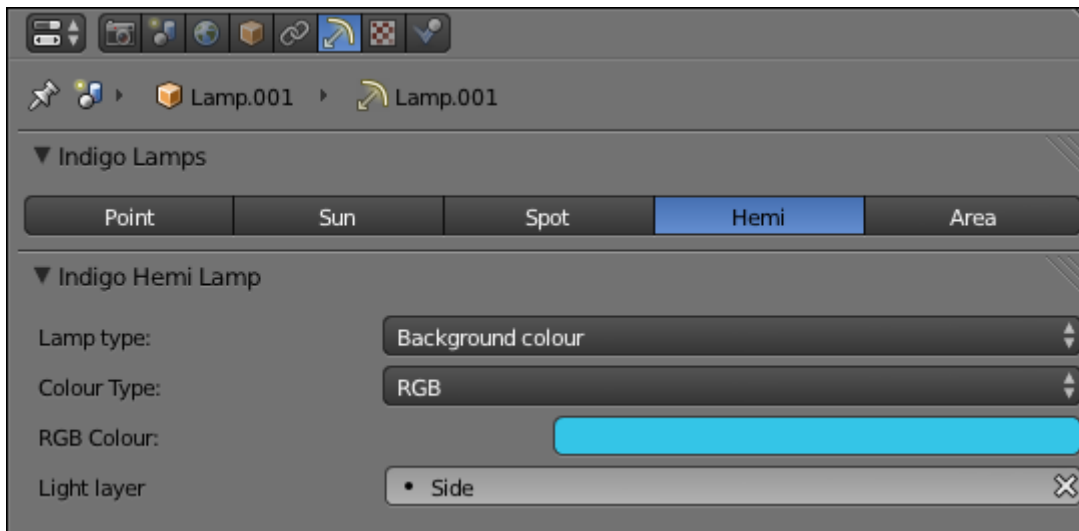 Lamp.001 Lamp.001
Indigo Lamps
Point Sun Spot Hemi Area
Indigo Hemi Lamp
Lamp type: Background colour
Colour Type: RGB
RGB Colour:
Light layer • Side